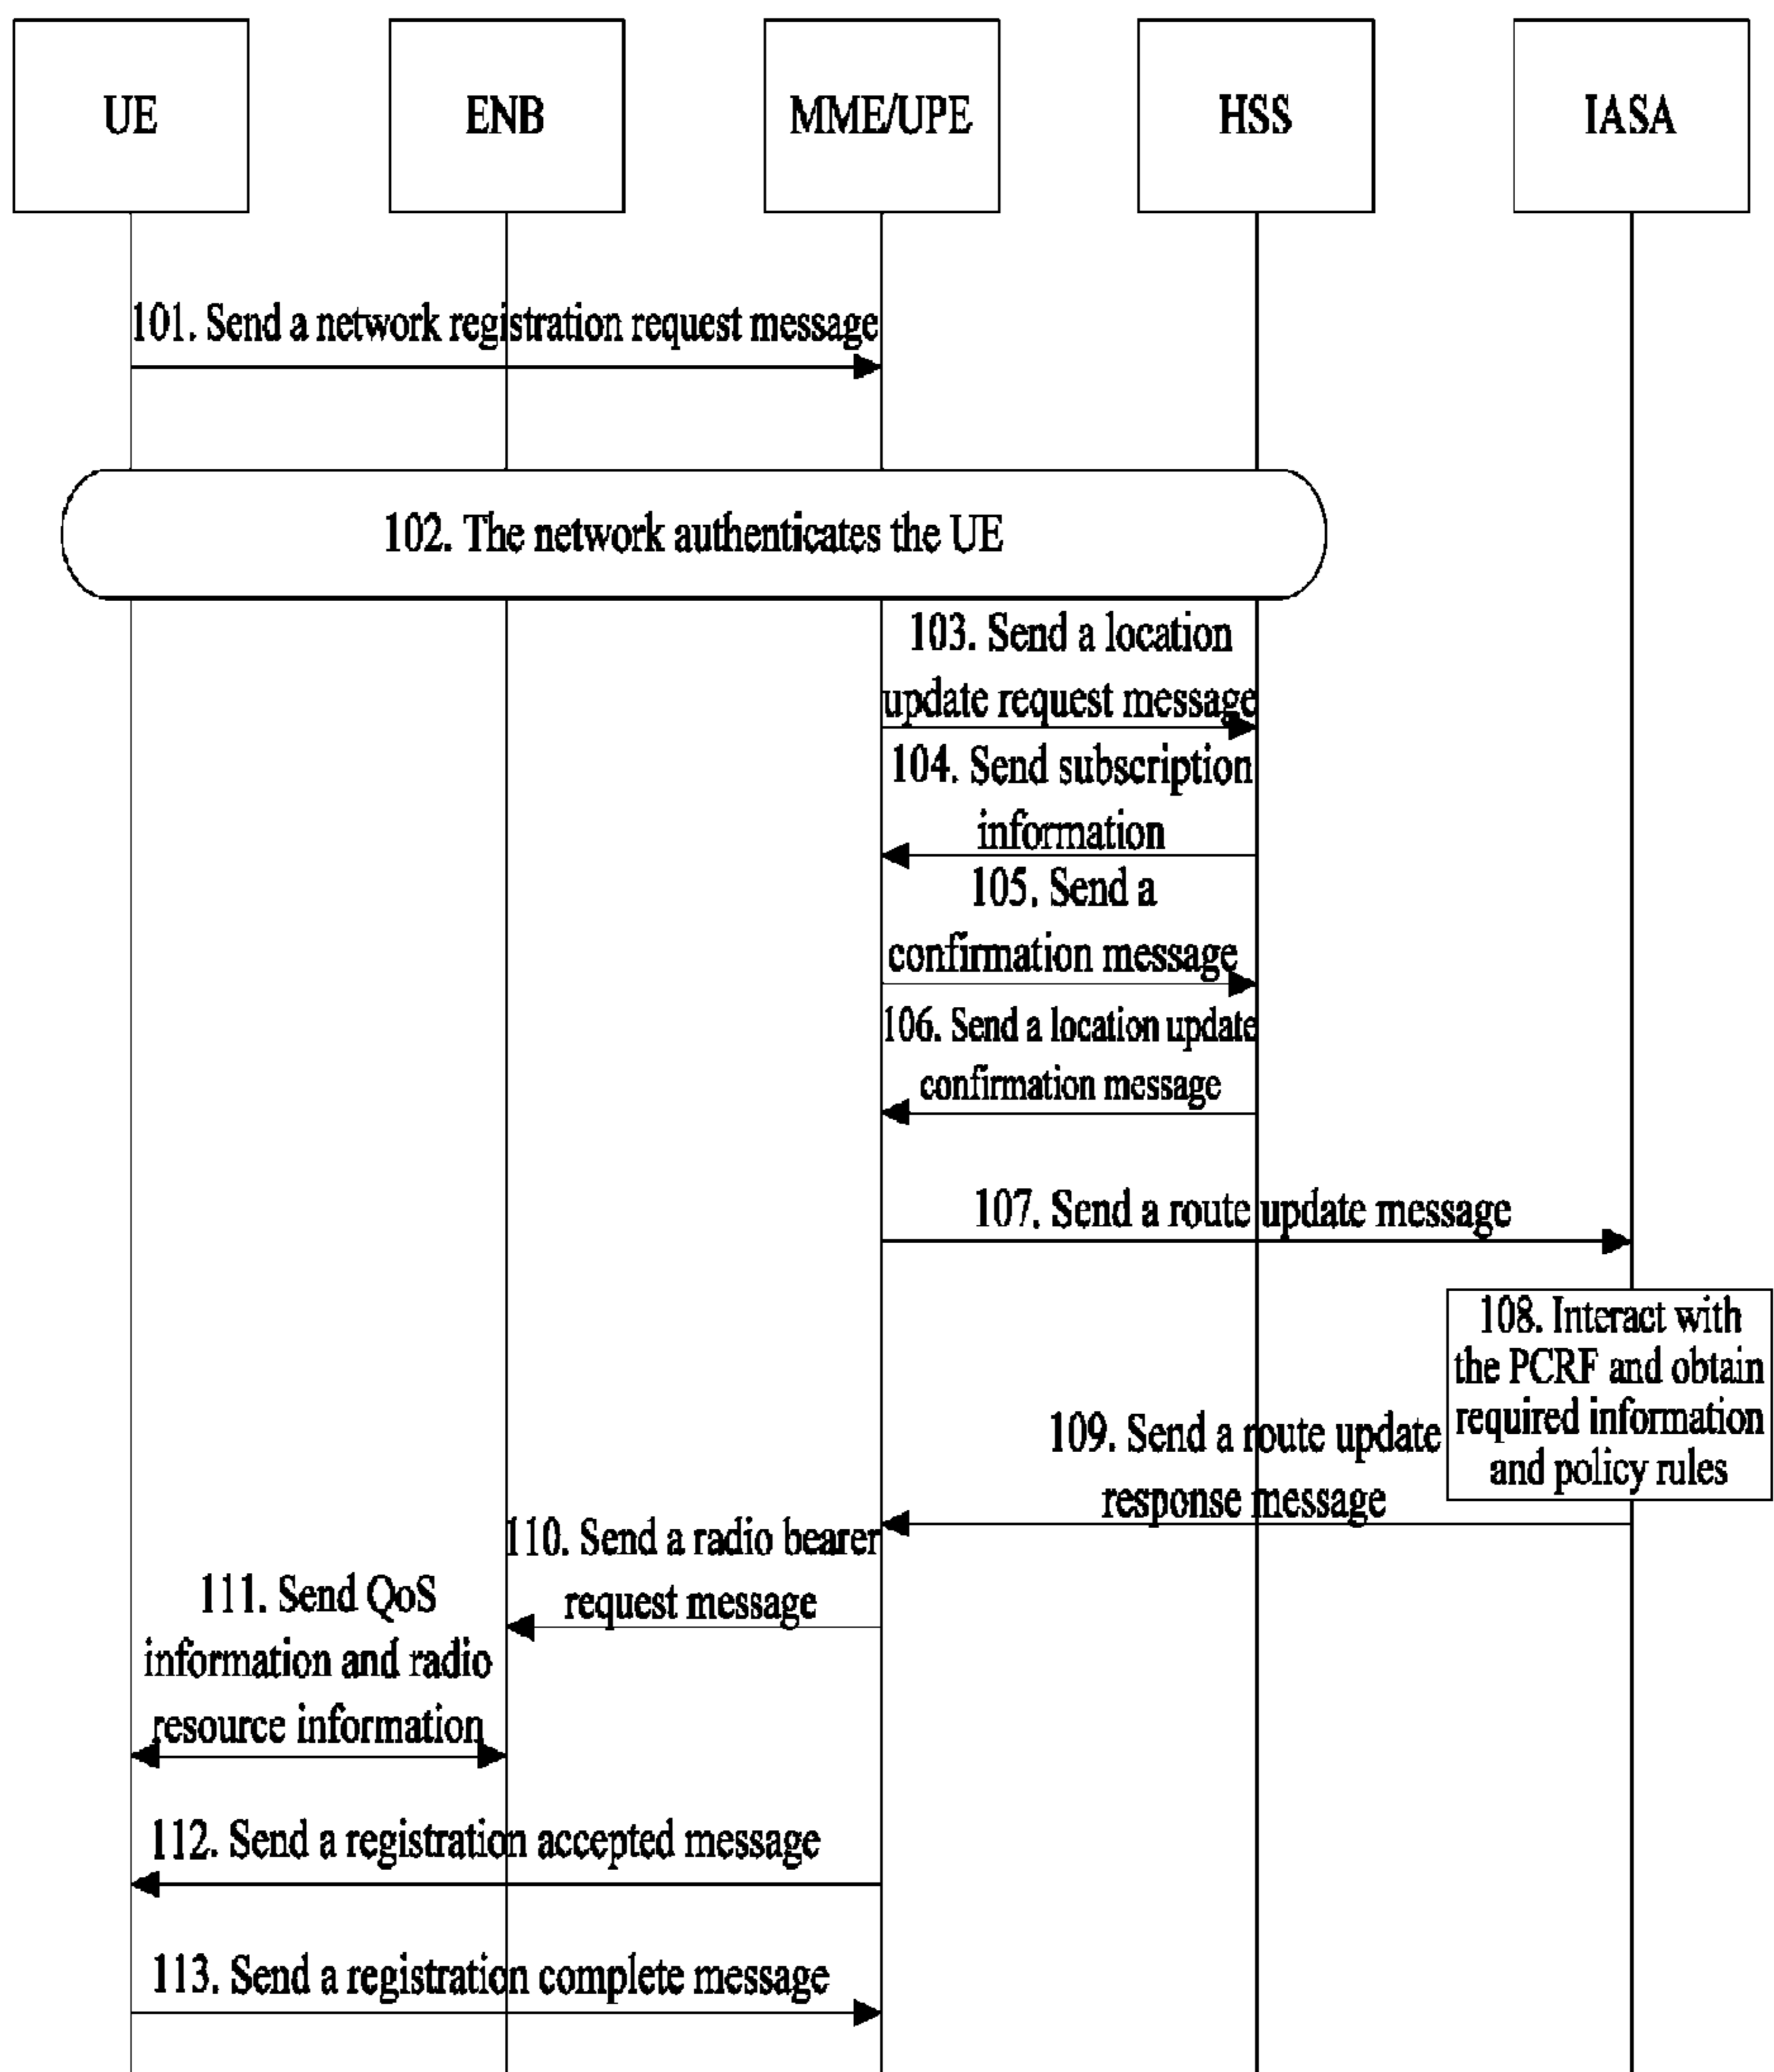 UE
ENB
MME/UPE
HSS
IASA
101. Send a network registration request message
102. The network authenticates the UE
103. Send a location
update request message
104. Send subscription
information
105. Send a
confirmation message
106. Send a location update
confirmation message
107. Send a route update message
108. Interact with
the PCRF and obtain
required information
and policy rules
109. Send a route update
response message
110. Send a radio bearer
request message
111. Send QoS
information and radio
resource information
112. Send a registration accepted message
113. Send a registration complete message